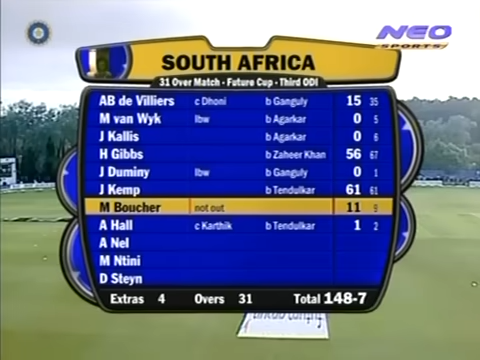 NEO
SPORTS
SOUTH AFRICA
31 Over Match - Future Cup - Third ODI
AB de Villiers c Dhoni b Ganguly 15 35
M van Wyk lbw b Agarkar 0 5
J Kallis b Agarkar 0 6
H Gibbs b Zaheer Khan 56 67
J Duminy lbw b Ganguly 0 1
J Kemp b Tendulkar 61 61
M Boucher not out 11 9
A Hall c Karthik b Tendulkar 1 2
A Nel
M Ntini
D Steyn
Extras 4 Overs 31 Total 148-7